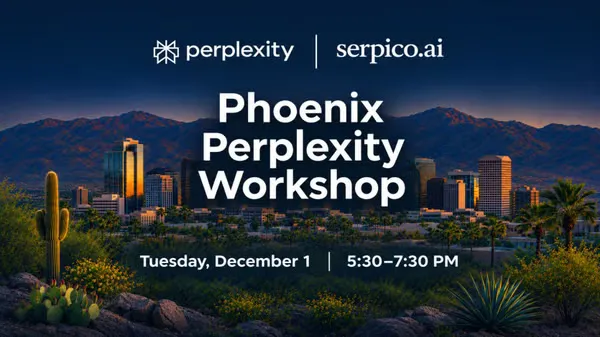 perplexity | serpico.ai
Phoenix
Perplexity
Workshop
Tuesday, December 1 | 5:30–7:30 PM